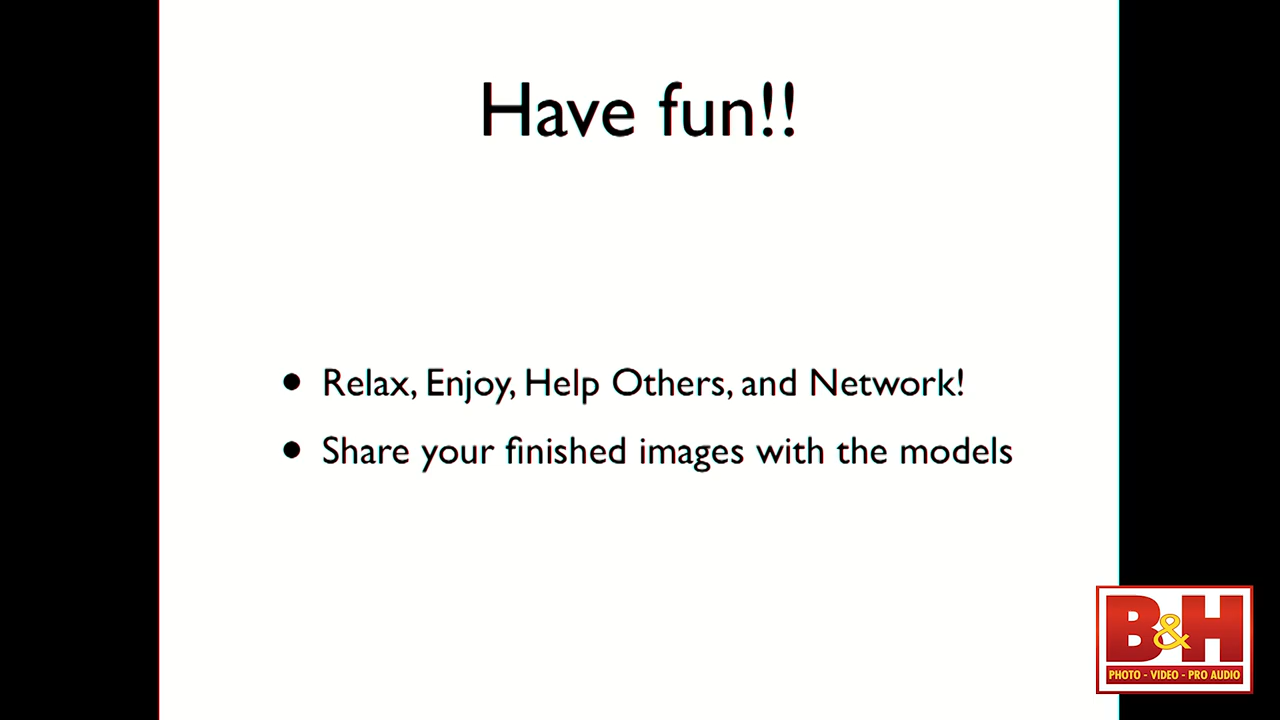 Have fun!!
• Relax, Enjoy, Help Others, and Network!
• Share your finished images with the models
B&H
PHOTO - VIDEO - PRO AUDIO